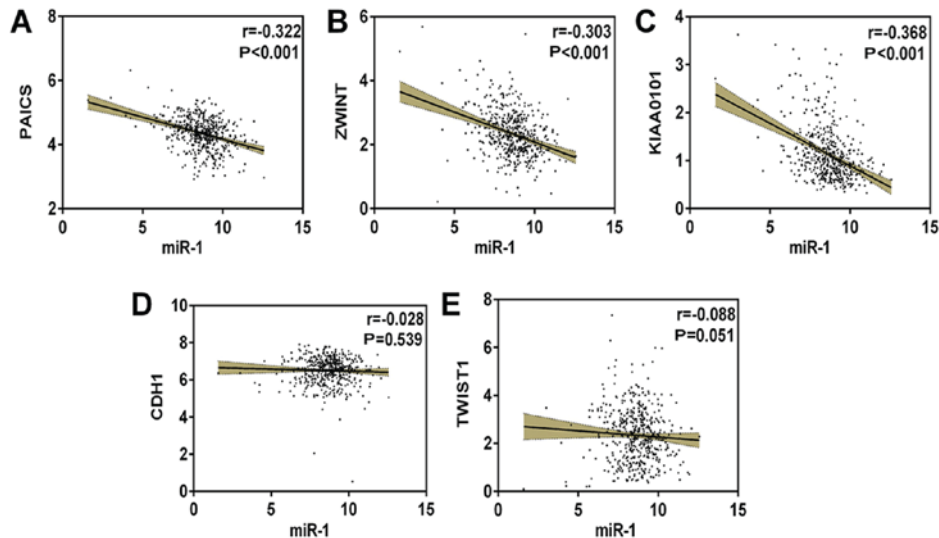 A
r=-0.322
P<0.001
8
6
4
2
PAICS
0 5 10 15
miR-1
B
r=-0.303
P<0.001
6
4
2
0
ZWINT
0 5 10 15
miR-1
C
r=-0.368
P<0.001
4
3
2
1
0
KIAA0101
0 5 10 15
miR-1
D
r=-0.028
P=0.539
10
8
6
4
2
0
CDH1
0 5 10 15
miR-1
E
r=-0.088
P=0.051
8
6
4
2
0
TWIST1
0 5 10 15
miR-1